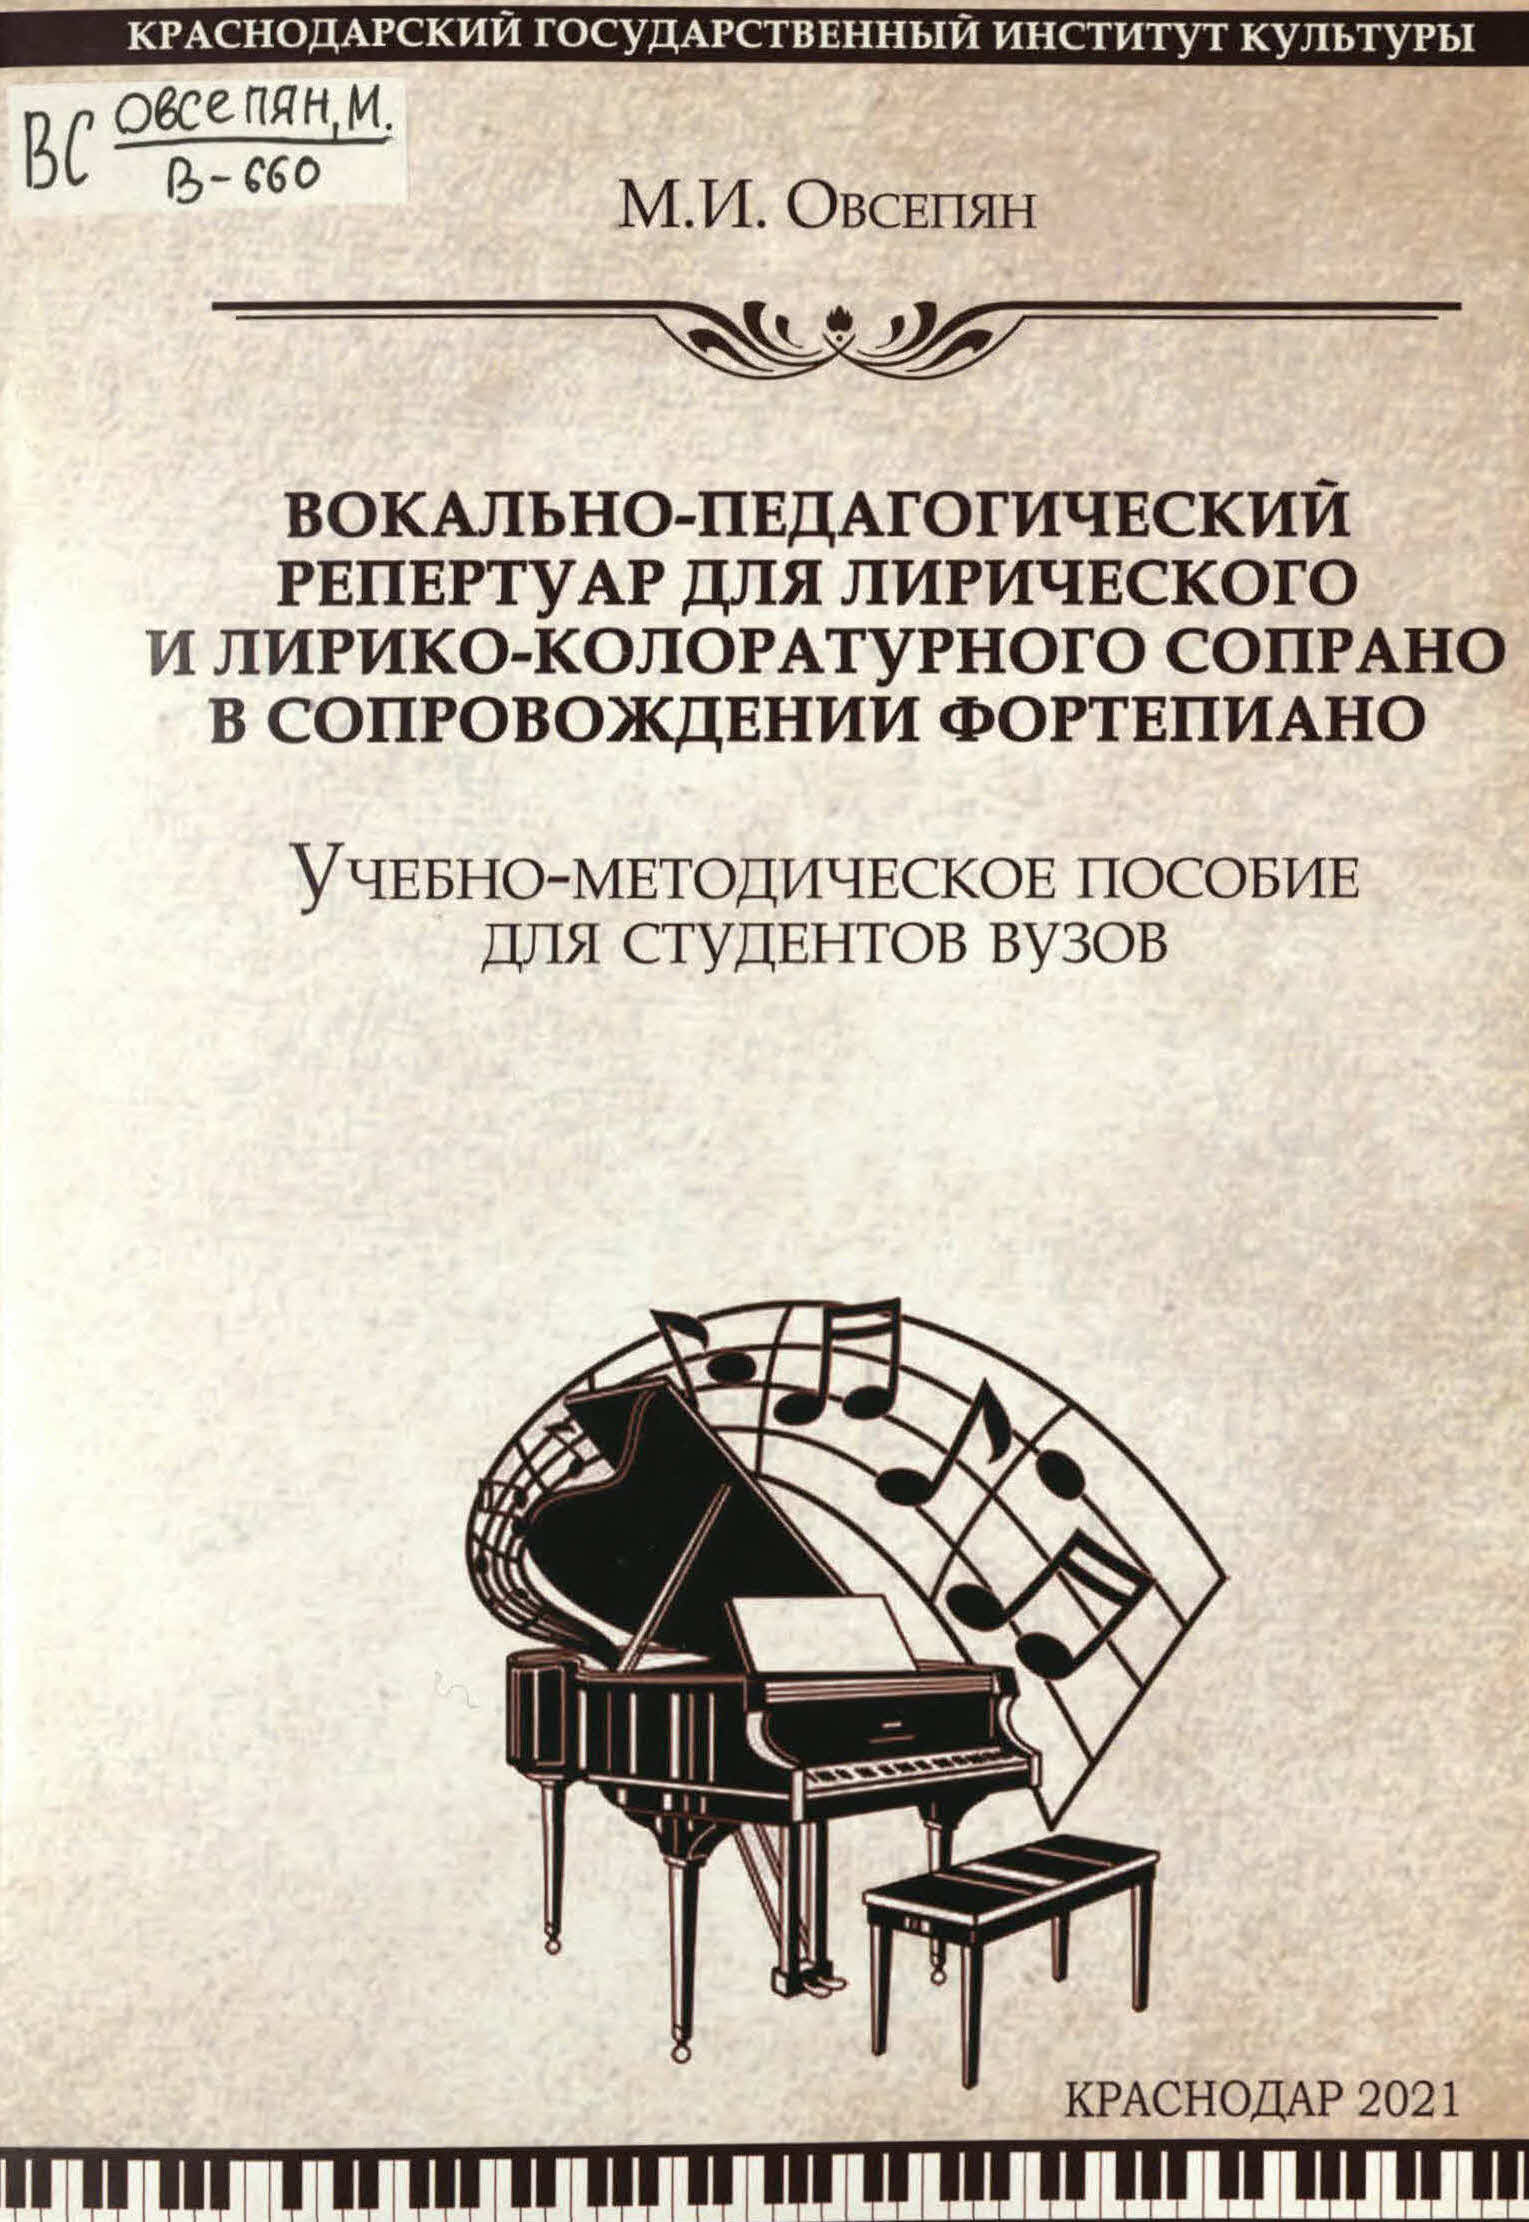 КРАСНОДАРСКИЙ ГОСУДАРСТВЕННЫЙ ИНСТИТУТ КУЛЬТУРЫ
ВС Овсепян, М.
В-660
М.И. Овсепян
ВОКАЛЬНО-ПЕДАГОГИЧЕСКИЙ
РЕПЕРТУАР ДЛЯ ЛИРИЧЕСКОГО
И ЛИРИКО-КОЛОРАТУРНОГО СОПРАНО
В СОПРОВОЖДЕНИИ ФОРТЕПИАНО
Учебно-методическое пособие
для студентов вузов
КРАСНОДАР 2021